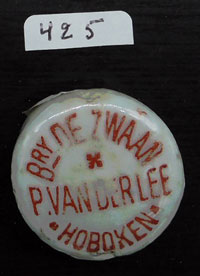 425
BRY DE ZWAAN
P. VAN DER LEE
HOBOKEN